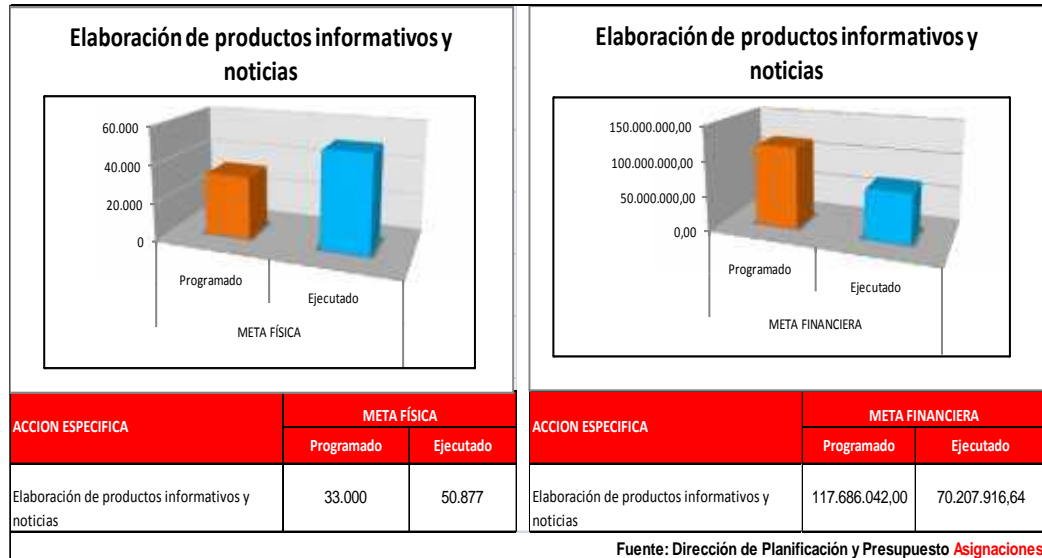 Elaboración de productos informativos y
noticias
60.000
40.000
20.000
0
Programado
Ejecutado
META FÍSICA
Elaboración de productos informativos y
noticias
150.000.000,00
100.000.000,00
50.000.000,00
0,00
Programado
Ejecutado
META FINANCIERA
ACCION ESPECIFICA
META FÍSICA
Programado
Ejecutado
Elaboración de productos informativos y
noticias
33.000
50.877
ACCION ESPECIFICA
META FINANCIERA
Programado
Ejecutado
Elaboración de productos informativos y
noticias
117.686.042,00
70.207.916,64
Fuente: Dirección de Planificación y Presupuesto Asignaciones